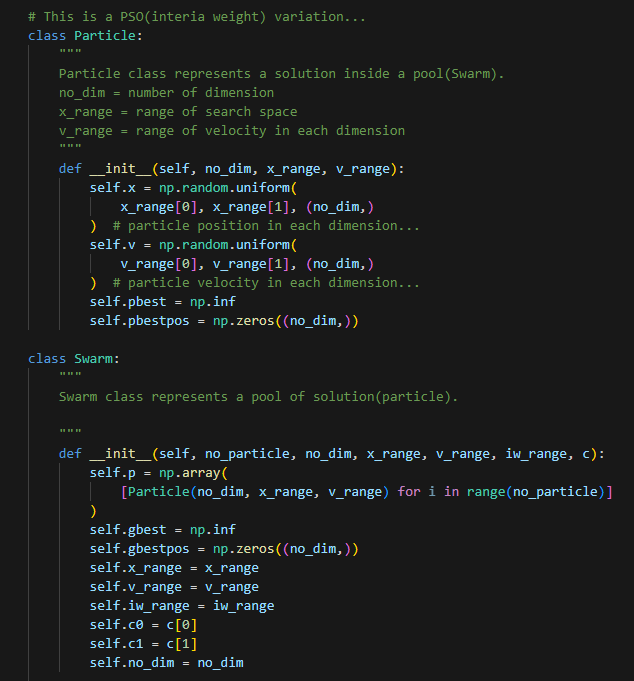 # This is a PSO(interia weight) variation...
class Particle:
    """
    Particle class represents a solution inside a pool(Swarm).
    no_dim = number of dimension
    x_range = range of search space
    v_range = range of velocity in each dimension
    """
    def __init__(self, no_dim, x_range, v_range):
        self.x = np.random.uniform(
            x_range[0], x_range[1], (no_dim,)
        )  # particle position in each dimension...
        self.v = np.random.uniform(
            v_range[0], v_range[1], (no_dim,)
        )  # particle velocity in each dimension...
        self.pbest = np.inf
        self.pbestpos = np.zeros((no_dim,))

class Swarm:
    """
    Swarm class represents a pool of solution(particle).

    """
    def __init__(self, no_particle, no_dim, x_range, v_range, iw_range, c):
        self.p = np.array(
            [Particle(no_dim, x_range, v_range) for i in range(no_particle)]
        )
        self.gbest = np.inf
        self.gbestpos = np.zeros((no_dim,))
        self.x_range = x_range
        self.v_range = v_range
        self.iw_range = iw_range
        self.c0 = c[0]
        self.c1 = c[1]
        self.no_dim = no_dim